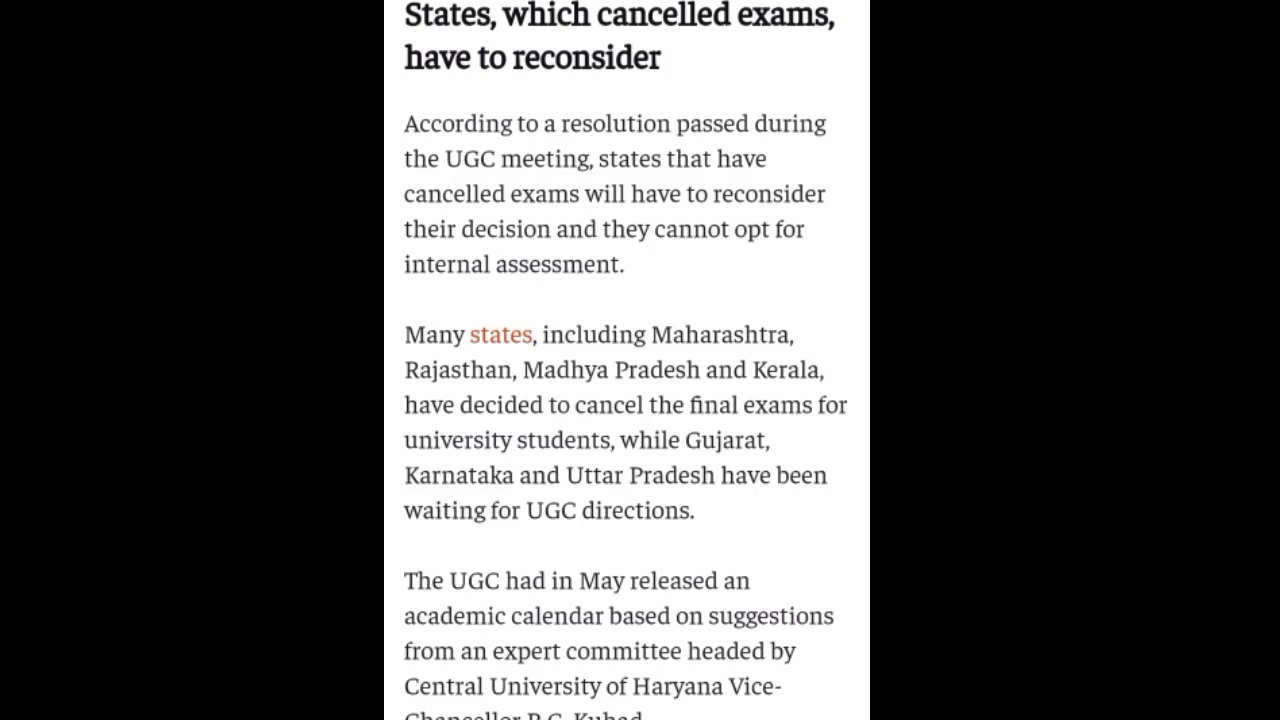 States, which cancelled exams,
have to reconsider
According to a resolution passed during
the UGC meeting, states that have
cancelled exams will have to reconsider
their decision and they cannot opt for
internal assessment.
Many states, including Maharashtra,
Rajasthan, Madhya Pradesh and Kerala,
have decided to cancel the final exams for
university students, while Gujarat,
Karnataka and Uttar Pradesh have been
waiting for UGC directions.
The UGC had in May released an
academic calendar based on suggestions
from an expert committee headed by
Central University of Haryana Vice-
Chancellor R.C. Kuhad